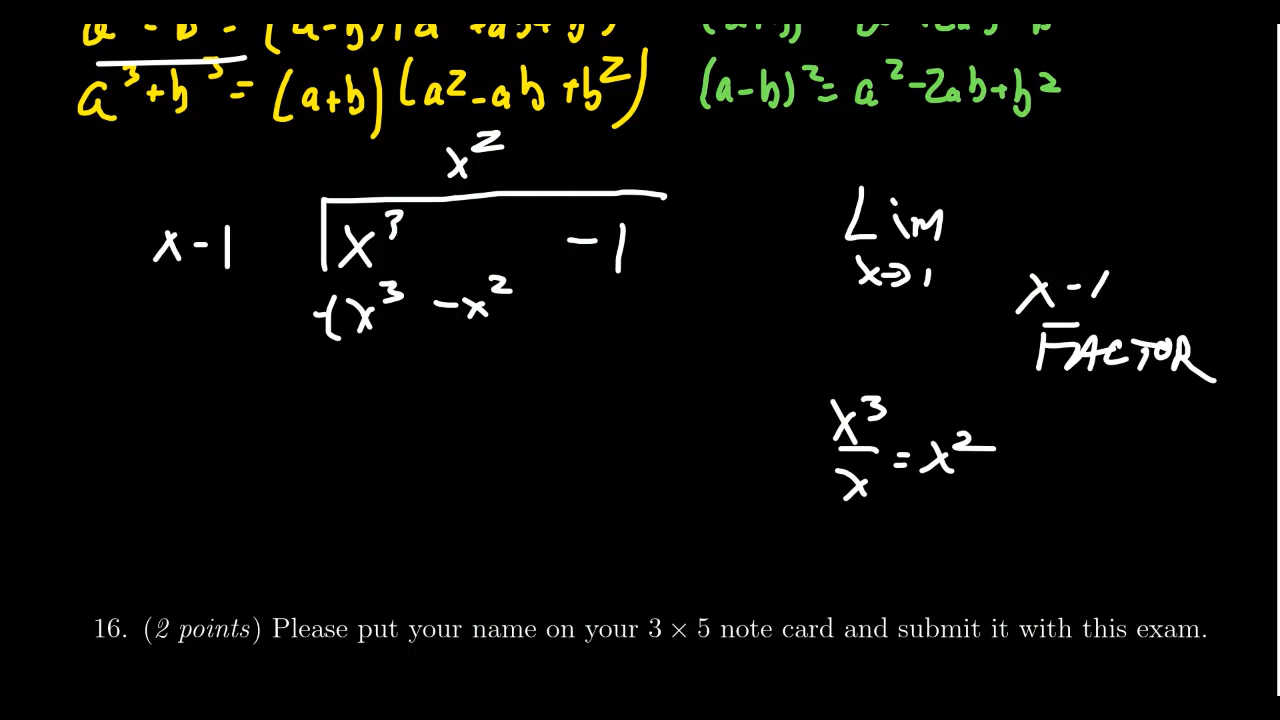 a³+b³ = (a+b)(a²-ab+b²)
(a-b)² = a²-2ab+b²
x²
x-1
x³ -1
-(x³ -x²
Lim
x→1
x-1
FACTOR
x³/x = x²
16. (2 points) Please put your name on your 3 × 5 note card and submit it with this exam.